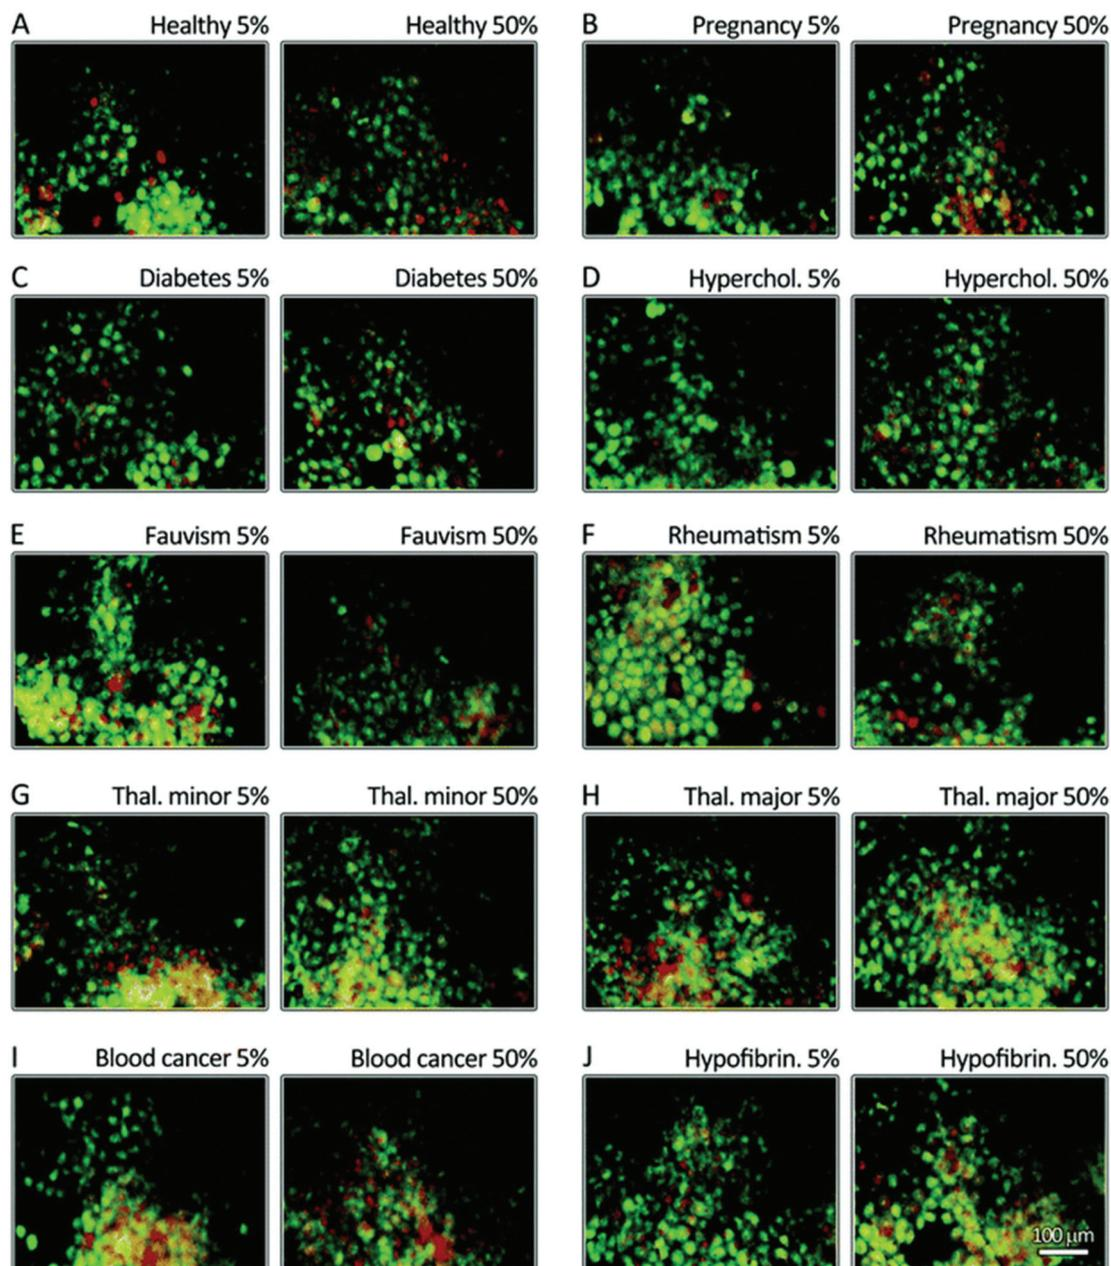 A Healthy 5% Healthy 50% B Pregnancy 5% Pregnancy 50%
C Diabetes 5% Diabetes 50% D Hyperchol. 5% Hyperchol. 50%
E Fauvism 5% Fauvism 50% F Rheumatism 5% Rheumatism 50%
G Thal. minor 5% Thal. minor 50% H Thal. major 5% Thal. major 50%
I Blood cancer 5% Blood cancer 50% J Hypofibrin. 5% Hypofibrin. 50%
100 µm